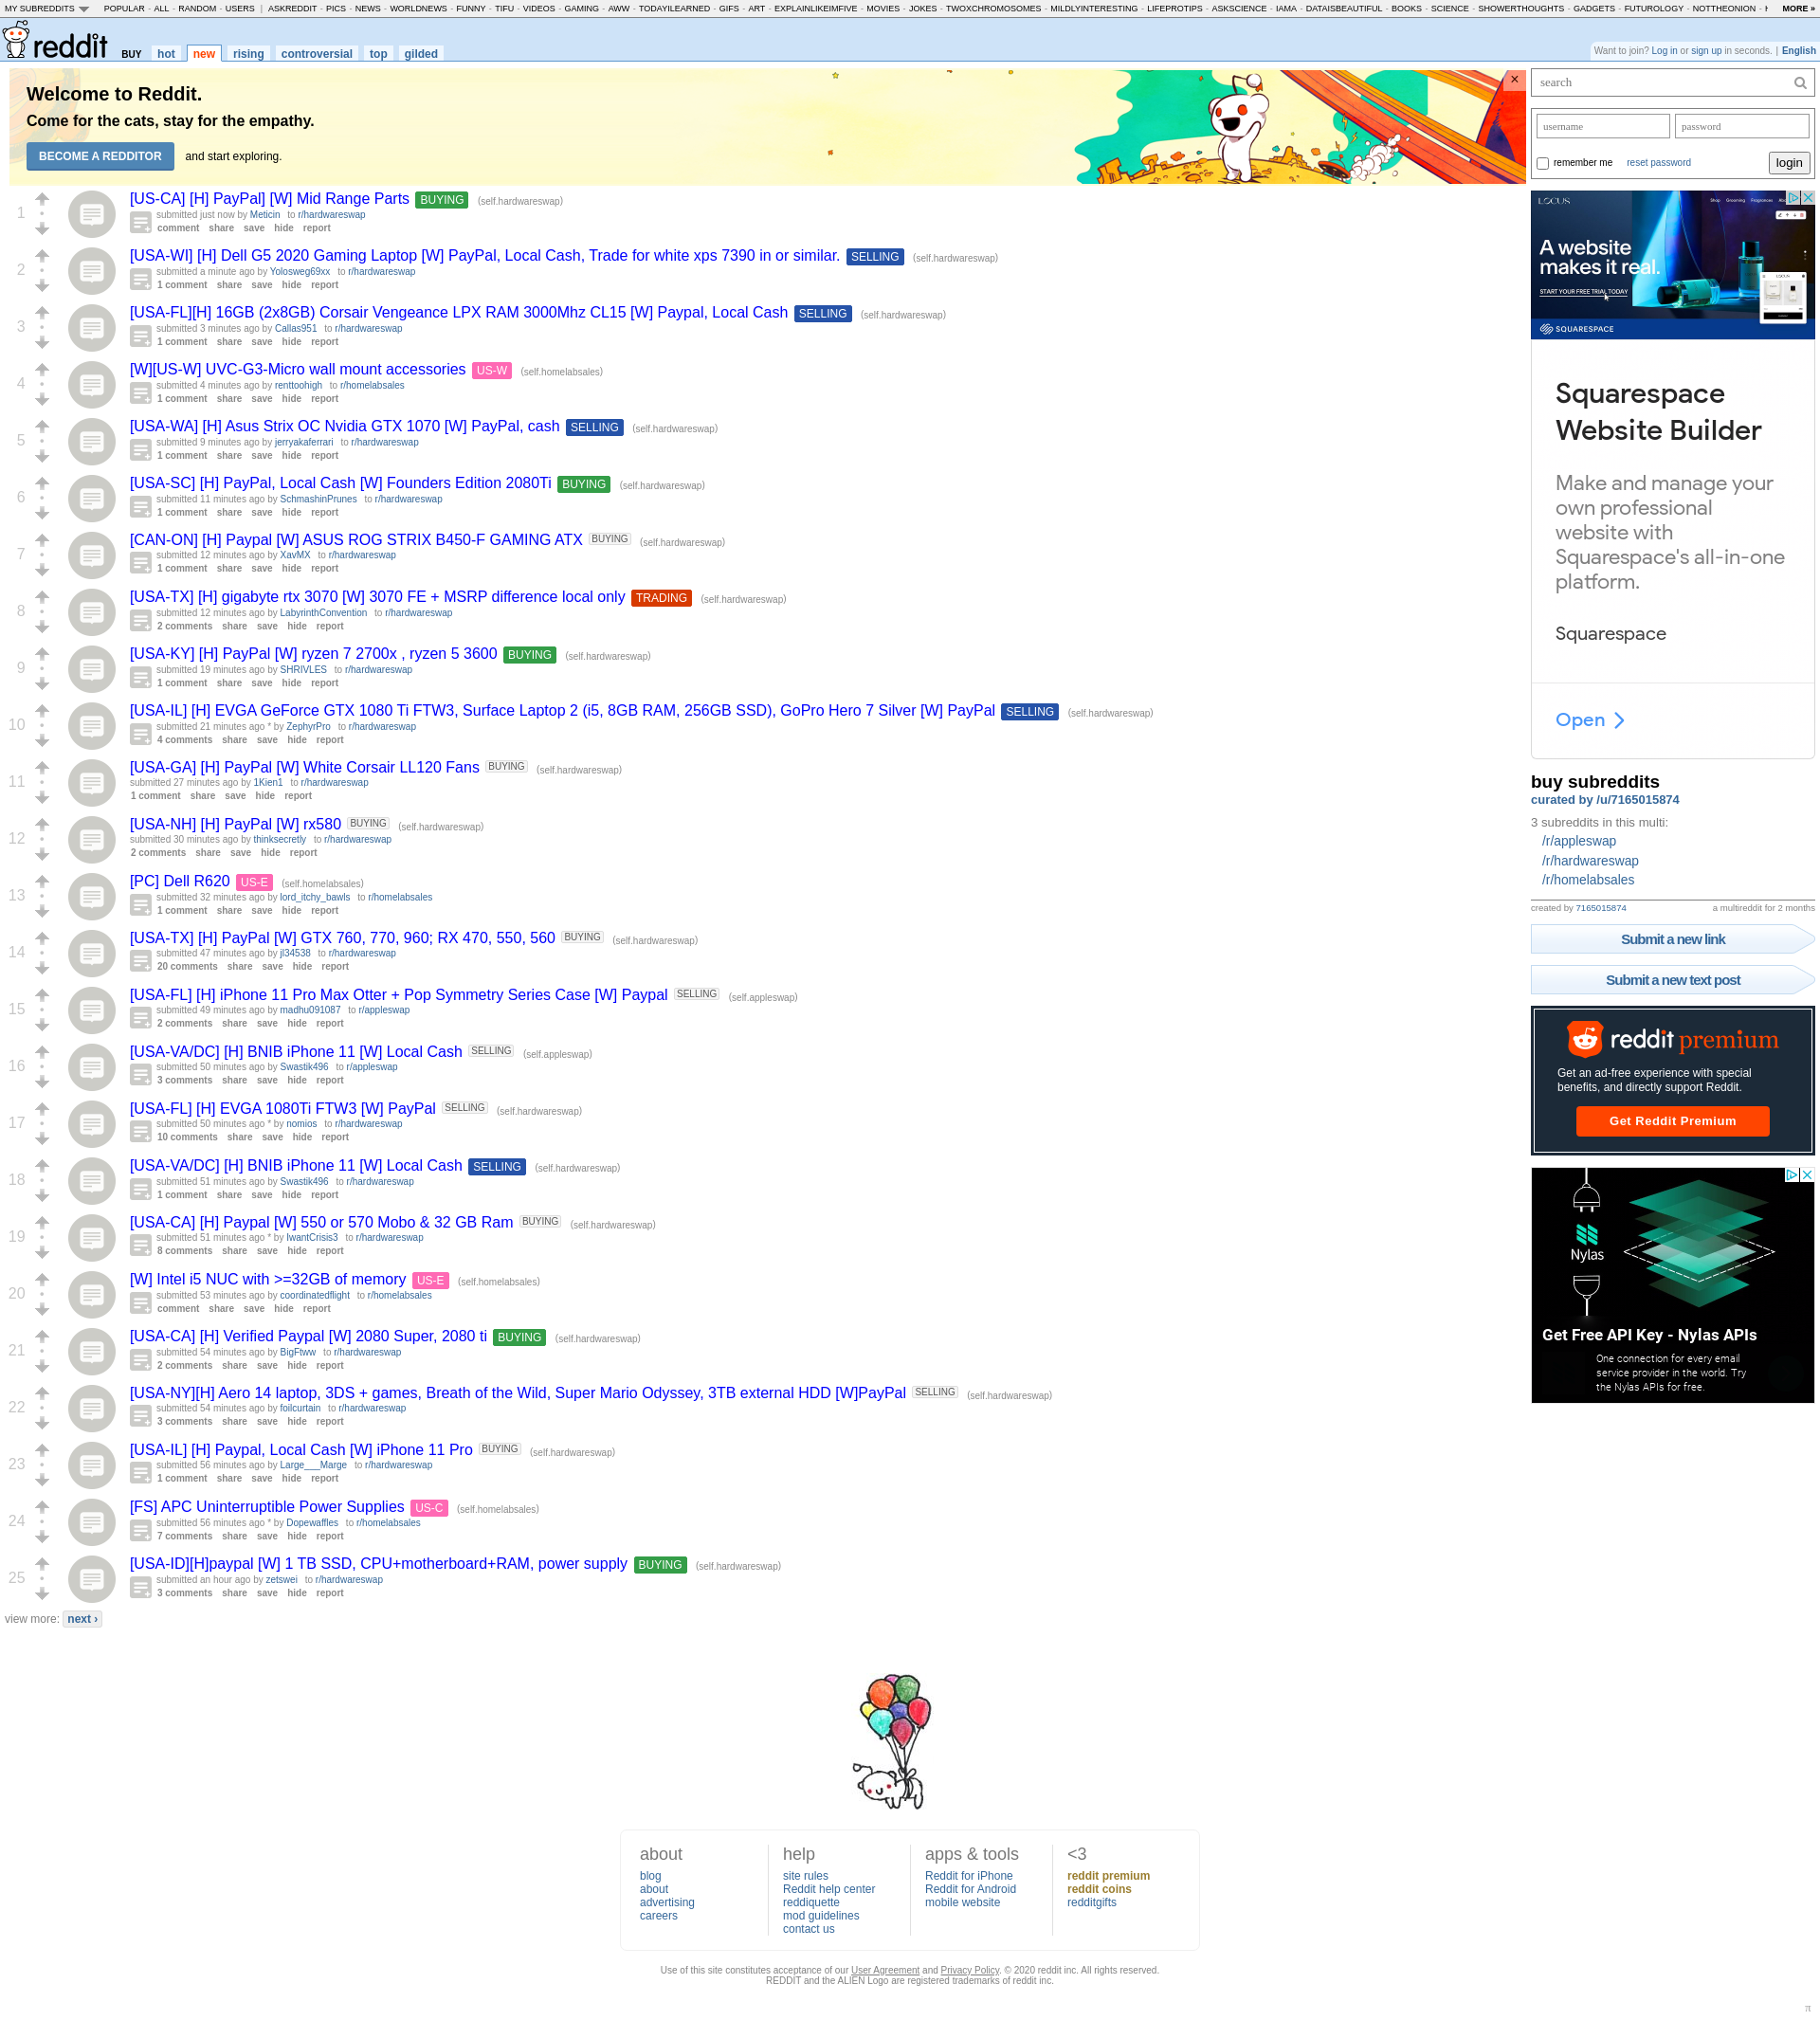 MY SUBREDDITS POPULAR - ALL - RANDOM - USERS | ASKREDDIT - PICS - NEWS - WORLDNEWS - FUNNY - TIFU - VIDEOS - GAMING - AWW - TODAYILEARNED - GIFS - ART - EXPLAINLIKEIMFIVE - MOVIES - JOKES - TWOXCHROMOSOMES - MILDLYINTERESTING - LIFEPROTIPS - ASKSCIENCE - IAMA - DATAISBEAUTIFUL - BOOKS - SCIENCE - SHOWERTHOUGHTS - GADGETS - FUTUROLOGY - NOTTHEONION - MORE »
reddit BUY hot new rising controversial top gilded
Want to join? Log in or sign up in seconds. | English
Welcome to Reddit.
Come for the cats, stay for the empathy.
BECOME A REDDITOR and start exploring.
×
1
[US-CA] [H] PayPal] [W] Mid Range Parts BUYING (self.hardwareswap)
submitted just now by Meticin to r/hardwareswap
comment share save hide report
2
[USA-WI] [H] Dell G5 2020 Gaming Laptop [W] PayPal, Local Cash, Trade for white xps 7390 in or similar. SELLING (self.hardwareswap)
submitted a minute ago by Yolosweg69xx to r/hardwareswap
1 comment share save hide report
3
[USA-FL][H] 16GB (2x8GB) Corsair Vengeance LPX RAM 3000Mhz CL15 [W] Paypal, Local Cash SELLING (self.hardwareswap)
submitted 3 minutes ago by Callas951 to r/hardwareswap
1 comment share save hide report
4
[W][US-W] UVC-G3-Micro wall mount accessories US-W (self.homelabsales)
submitted 4 minutes ago by renttoohigh to r/homelabsales
1 comment share save hide report
5
[USA-WA] [H] Asus Strix OC Nvidia GTX 1070 [W] PayPal, cash SELLING (self.hardwareswap)
submitted 9 minutes ago by jerryakaferrari to r/hardwareswap
1 comment share save hide report
6
[USA-SC] [H] PayPal, Local Cash [W] Founders Edition 2080Ti BUYING (self.hardwareswap)
submitted 11 minutes ago by SchmashinPrunes to r/hardwareswap
1 comment share save hide report
7
[CAN-ON] [H] Paypal [W] ASUS ROG STRIX B450-F GAMING ATX BUYING (self.hardwareswap)
submitted 12 minutes ago by XavMX to r/hardwareswap
1 comment share save hide report
8
[USA-TX] [H] gigabyte rtx 3070 [W] 3070 FE + MSRP difference local only TRADING (self.hardwareswap)
submitted 12 minutes ago by LabyrinthConvention to r/hardwareswap
2 comments share save hide report
9
[USA-KY] [H] PayPal [W] ryzen 7 2700x , ryzen 5 3600 BUYING (self.hardwareswap)
submitted 19 minutes ago by SHRIVLES to r/hardwareswap
1 comment share save hide report
10
[USA-IL] [H] EVGA GeForce GTX 1080 Ti FTW3, Surface Laptop 2 (i5, 8GB RAM, 256GB SSD), GoPro Hero 7 Silver [W] PayPal SELLING (self.hardwareswap)
submitted 21 minutes ago * by ZephyrPro to r/hardwareswap
4 comments share save hide report
11
[USA-GA] [H] PayPal [W] White Corsair LL120 Fans BUYING (self.hardwareswap)
submitted 27 minutes ago by 1Kien1 to r/hardwareswap
1 comment share save hide report
12
[USA-NH] [H] PayPal [W] rx580 BUYING (self.hardwareswap)
submitted 30 minutes ago by thinksecretly to r/hardwareswap
2 comments share save hide report
13
[PC] Dell R620 US-E (self.homelabsales)
submitted 32 minutes ago by lord_itchy_bawls to r/homelabsales
1 comment share save hide report
14
[USA-TX] [H] PayPal [W] GTX 760, 770, 960; RX 470, 550, 560 BUYING (self.hardwareswap)
submitted 47 minutes ago by jl34538 to r/hardwareswap
20 comments share save hide report
15
[USA-FL] [H] iPhone 11 Pro Max Otter + Pop Symmetry Series Case [W] Paypal SELLING (self.appleswap)
submitted 49 minutes ago by madhu091087 to r/appleswap
2 comments share save hide report
16
[USA-VA/DC] [H] BNIB iPhone 11 [W] Local Cash SELLING (self.appleswap)
submitted 50 minutes ago by Swastik496 to r/appleswap
3 comments share save hide report
17
[USA-FL] [H] EVGA 1080Ti FTW3 [W] PayPal SELLING (self.hardwareswap)
submitted 50 minutes ago * by nomios to r/hardwareswap
10 comments share save hide report
18
[USA-VA/DC] [H] BNIB iPhone 11 [W] Local Cash SELLING (self.hardwareswap)
submitted 51 minutes ago by Swastik496 to r/hardwareswap
1 comment share save hide report
19
[USA-CA] [H] Paypal [W] 550 or 570 Mobo & 32 GB Ram BUYING (self.hardwareswap)
submitted 51 minutes ago * by IwantCrisis3 to r/hardwareswap
8 comments share save hide report
20
[W] Intel i5 NUC with >=32GB of memory US-E (self.homelabsales)
submitted 53 minutes ago by coordinatedflight to r/homelabsales
comment share save hide report
21
[USA-CA] [H] Verified Paypal [W] 2080 Super, 2080 ti BUYING (self.hardwareswap)
submitted 54 minutes ago by BigFtww to r/hardwareswap
2 comments share save hide report
22
[USA-NY][H] Aero 14 laptop, 3DS + games, Breath of the Wild, Super Mario Odyssey, 3TB external HDD [W]PayPal SELLING (self.hardwareswap)
submitted 54 minutes ago by foilcurtain to r/hardwareswap
3 comments share save hide report
23
[USA-IL] [H] Paypal, Local Cash [W] iPhone 11 Pro BUYING (self.hardwareswap)
submitted 56 minutes ago by Large___Marge to r/hardwareswap
1 comment share save hide report
24
[FS] APC Uninterruptible Power Supplies US-C (self.homelabsales)
submitted 56 minutes ago * by Dopewaffles to r/homelabsales
7 comments share save hide report
25
[USA-ID][H]paypal [W] 1 TB SSD, CPU+motherboard+RAM, power supply BUYING (self.hardwareswap)
submitted an hour ago by zetswei to r/hardwareswap
3 comments share save hide report
view more: next ›
search
username password
remember me reset password login
LOCUS
A website
makes it real.
START YOUR FREE TRIAL TODAY
SQUARESPACE
Squarespace
Website Builder
Make and manage your
own professional
website with
Squarespace's all-in-one
platform.
Squarespace
Open
buy subreddits
curated by /u/7165015874
3 subreddits in this multi:
/r/appleswap
/r/hardwareswap
/r/homelabsales
created by 7165015874 a multireddit for 2 months
Submit a new link
Submit a new text post
reddit premium
Get an ad-free experience with special
benefits, and directly support Reddit.
Get Reddit Premium
Nylas
Get Free API Key - Nylas APIs
One connection for every email
service provider in the world. Try
the Nylas APIs for free.
about
blog
about
advertising
careers
help
site rules
Reddit help center
reddiquette
mod guidelines
contact us
apps & tools
Reddit for iPhone
Reddit for Android
mobile website
<3
reddit premium
reddit coins
redditgifts
Use of this site constitutes acceptance of our User Agreement and Privacy Policy. © 2020 reddit inc. All rights reserved.
REDDIT and the ALIEN Logo are registered trademarks of reddit inc.
π